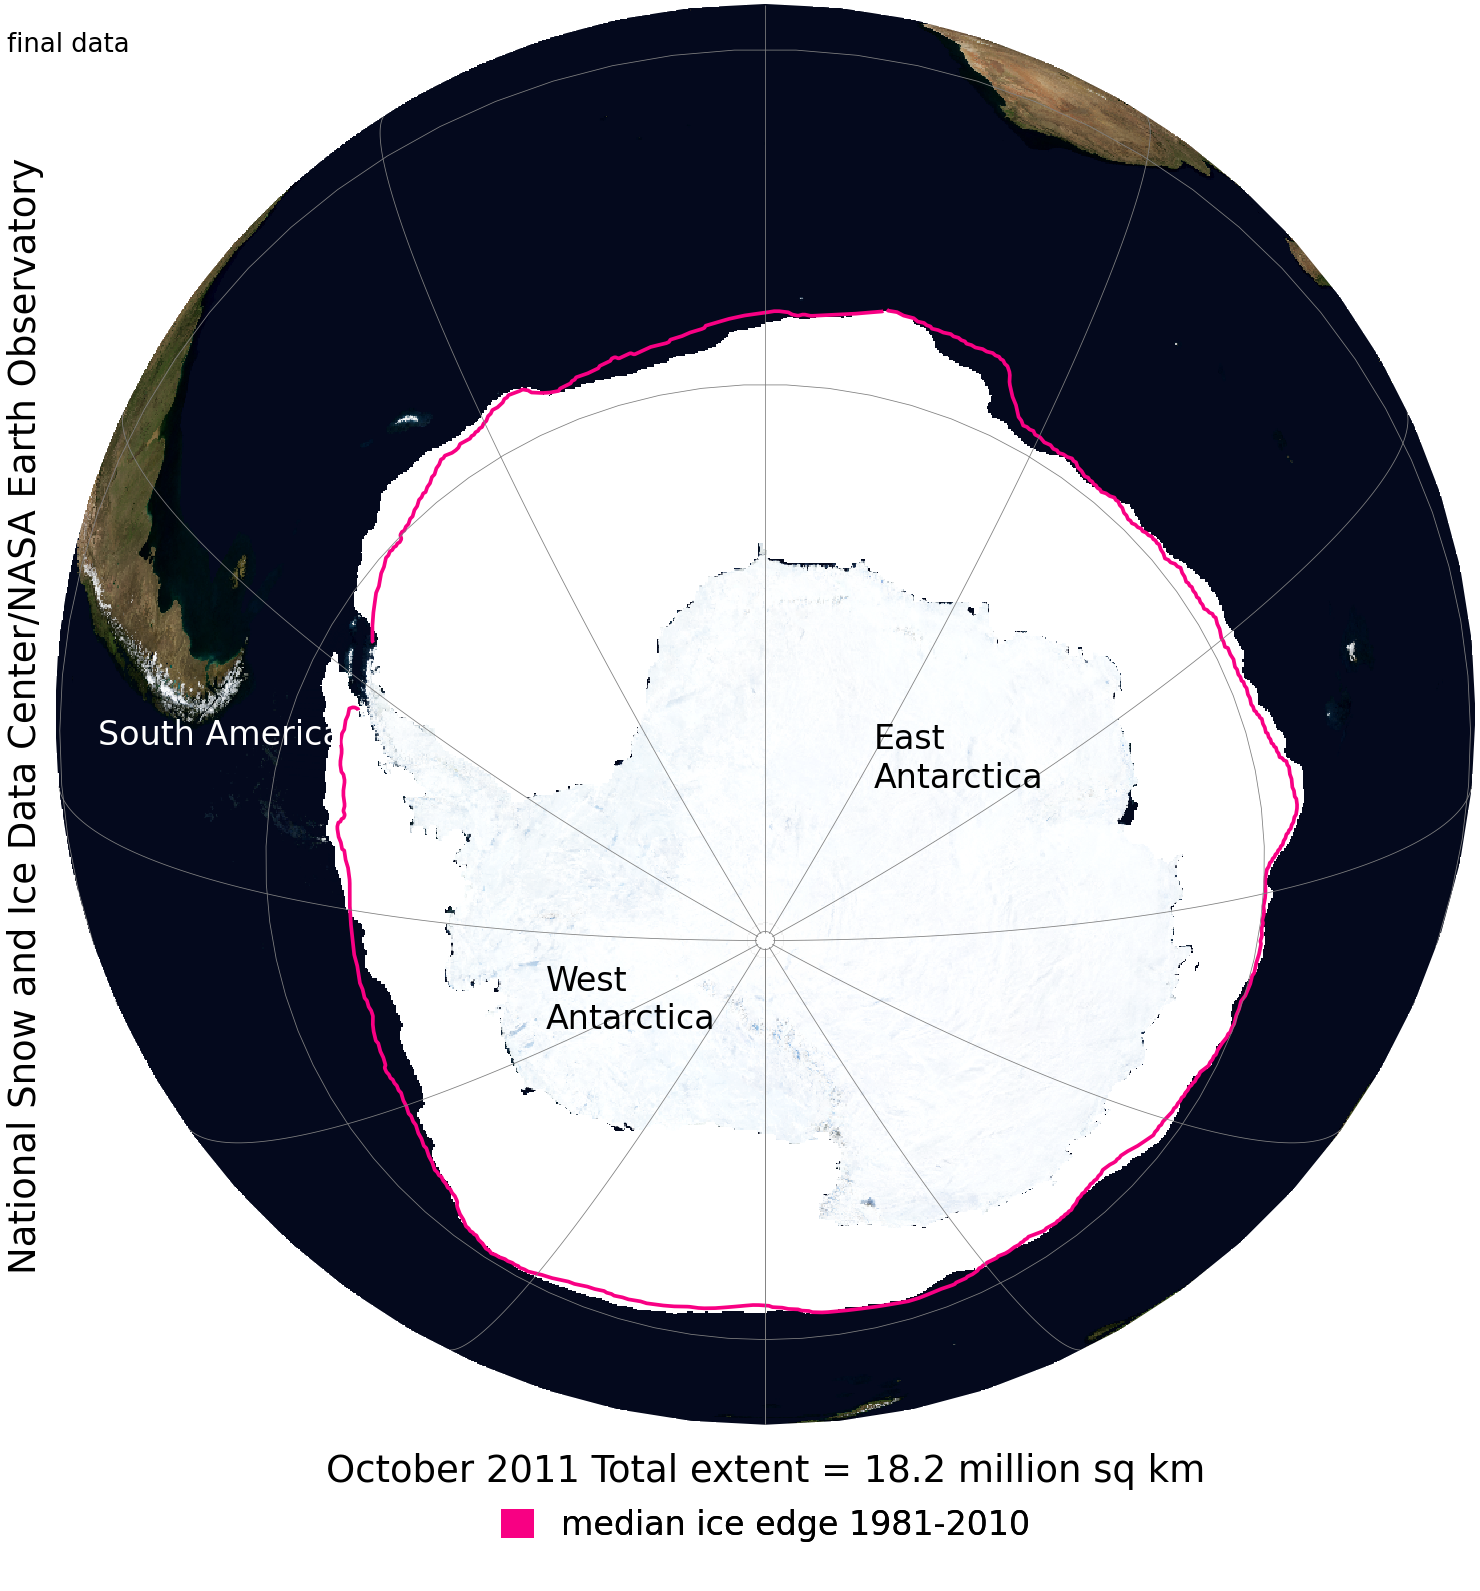 final data
National Snow and Ice Data Center/NASA Earth Observatory
South America
East
Antarctica
West
Antarctica
October 2011 Total extent = 18.2 million sq km
median ice edge 1981-2010